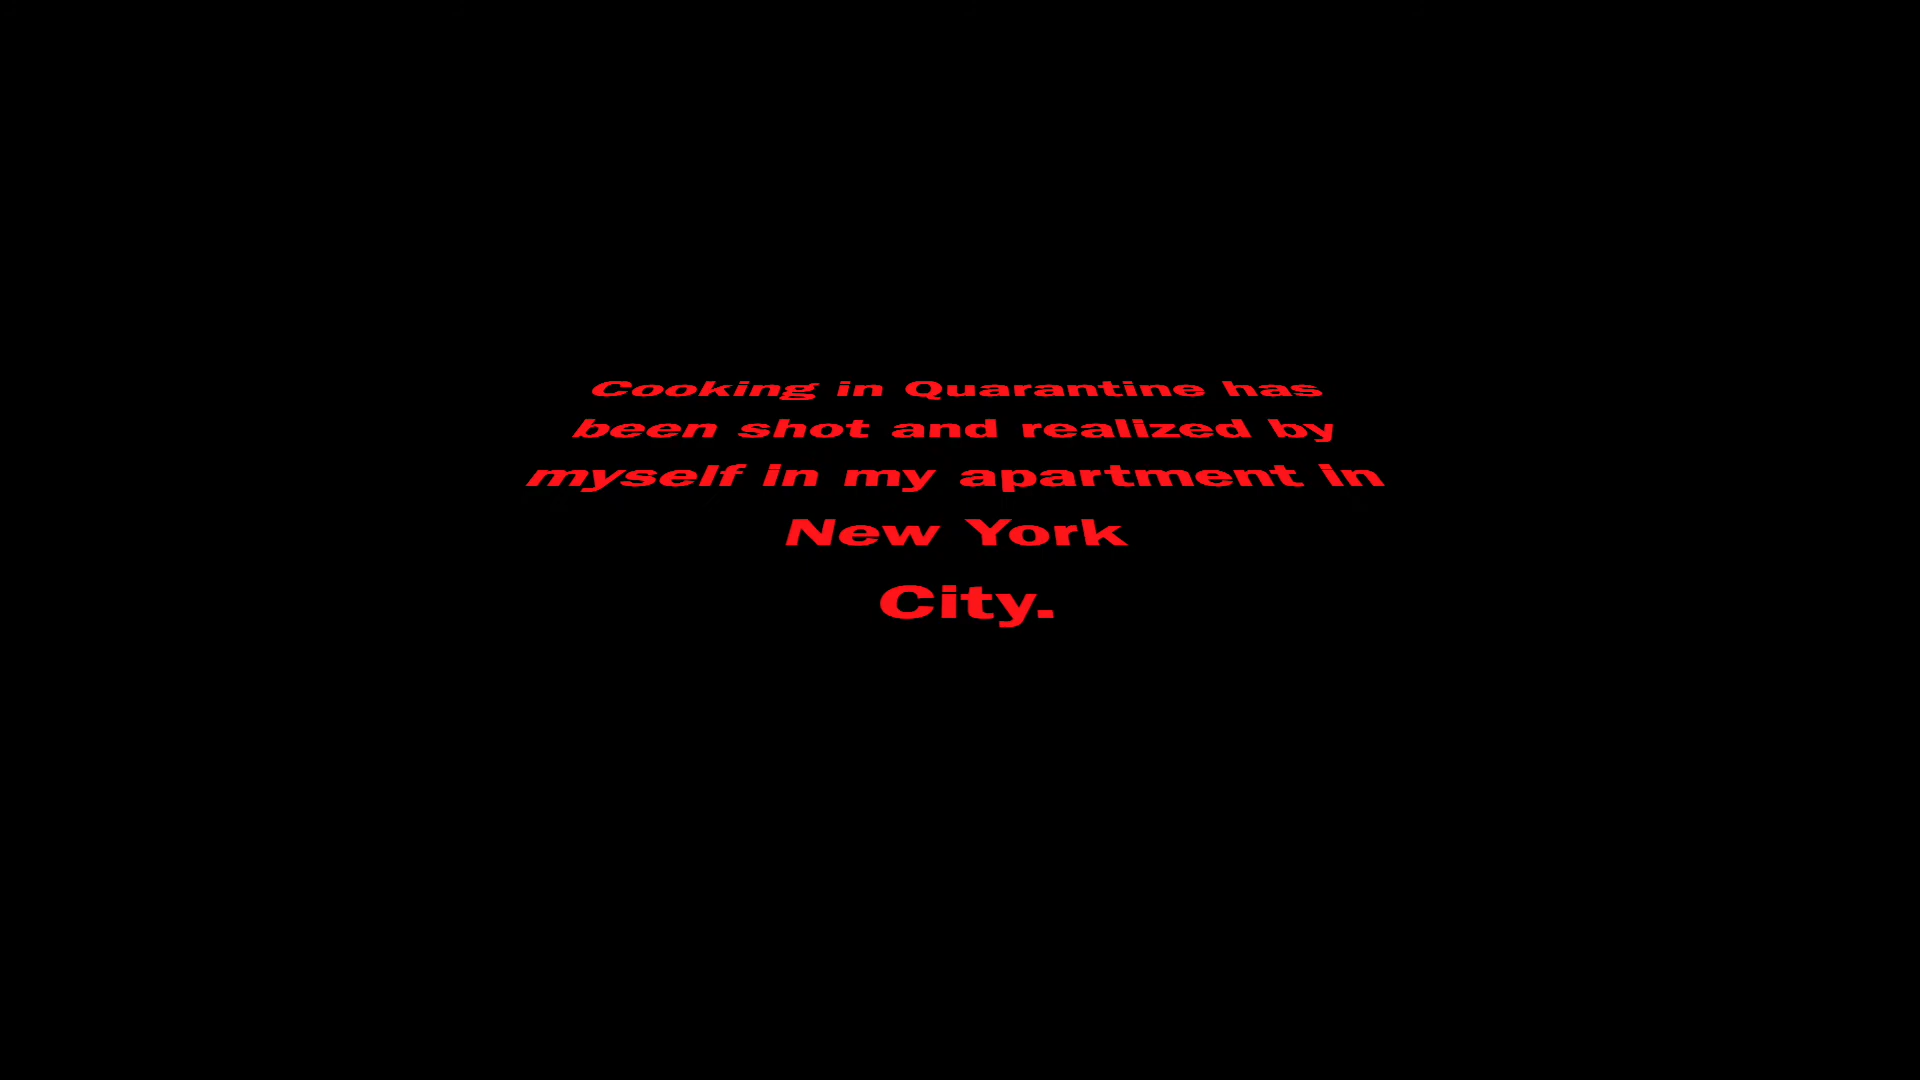 Cooking in Quarantine has
been shot and realized by
myself in my apartment in
New York
City.